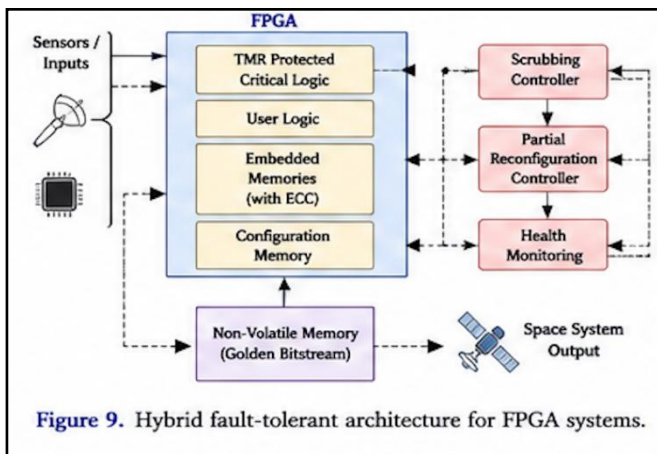 FPGA
Sensors /
Inputs
TMR Protected
Critical Logic
User Logic
Embedded
Memories
(with ECC)
Configuration
Memory
Scrubbing
Controller
Partial
Reconfiguration
Controller
Health
Monitoring
Non-Volatile Memory
(Golden Bitstream)
Space System
Output
Figure 9. Hybrid fault-tolerant architecture for FPGA systems.